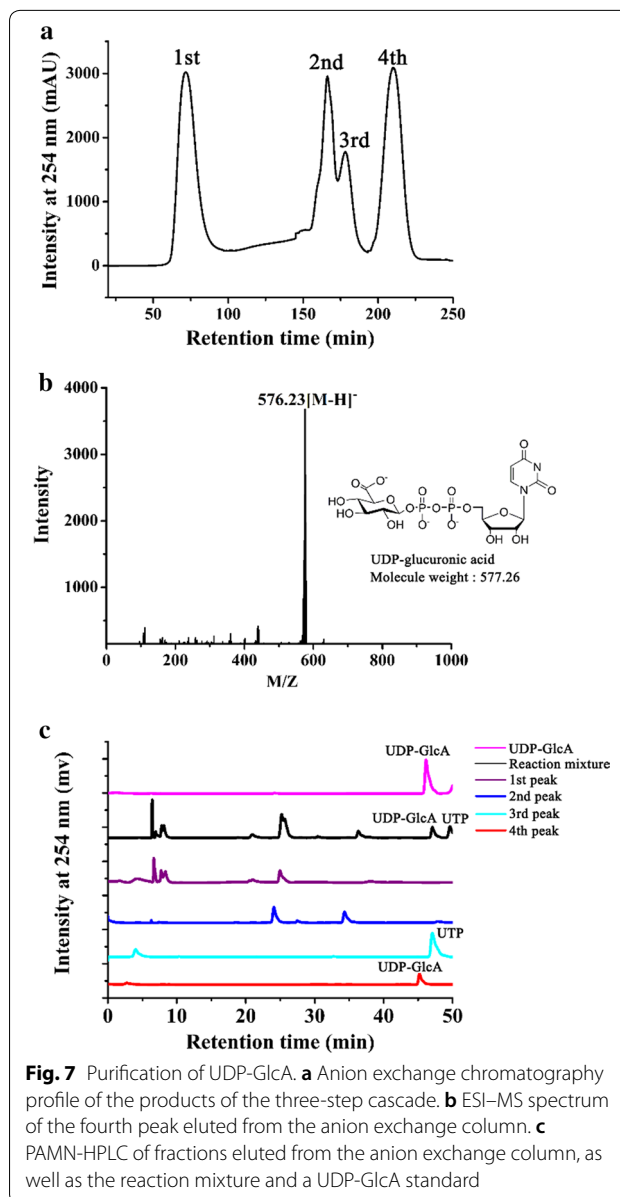 a
1st
2nd
3rd
4th
3000
2000
1000
0
Intensity at 254 nm (mAU)
50
100
150
200
250
Retention time (min)
b
4000
3000
2000
1000
Intensity
576.23[M-H]-
0
200
400
600
800
1000
M/Z
O
O-
HO
HO
O
OH
O
O
P
O-
O
O
P
O-
O
O
OH OH
N
N
O
O
UDP-glucuronic acid
Molecule weight : 577.26
c
Intensity at 254 nm (mv)
UDP-GlcA
UDP-GlcA UTP
UTP
UDP-GlcA
UDP-GlcA
Reaction mixture
1st peak
2nd peak
3rd peak
4th peak
0
10
20
30
40
50
Retention time (min)
Fig. 7 Purification of UDP-GlcA. a Anion exchange chromatography
profile of the products of the three-step cascade. b ESI–MS spectrum
of the fourth peak eluted from the anion exchange column. c
PAMN-HPLC of fractions eluted from the anion exchange column, as
well as the reaction mixture and a UDP-GlcA standard